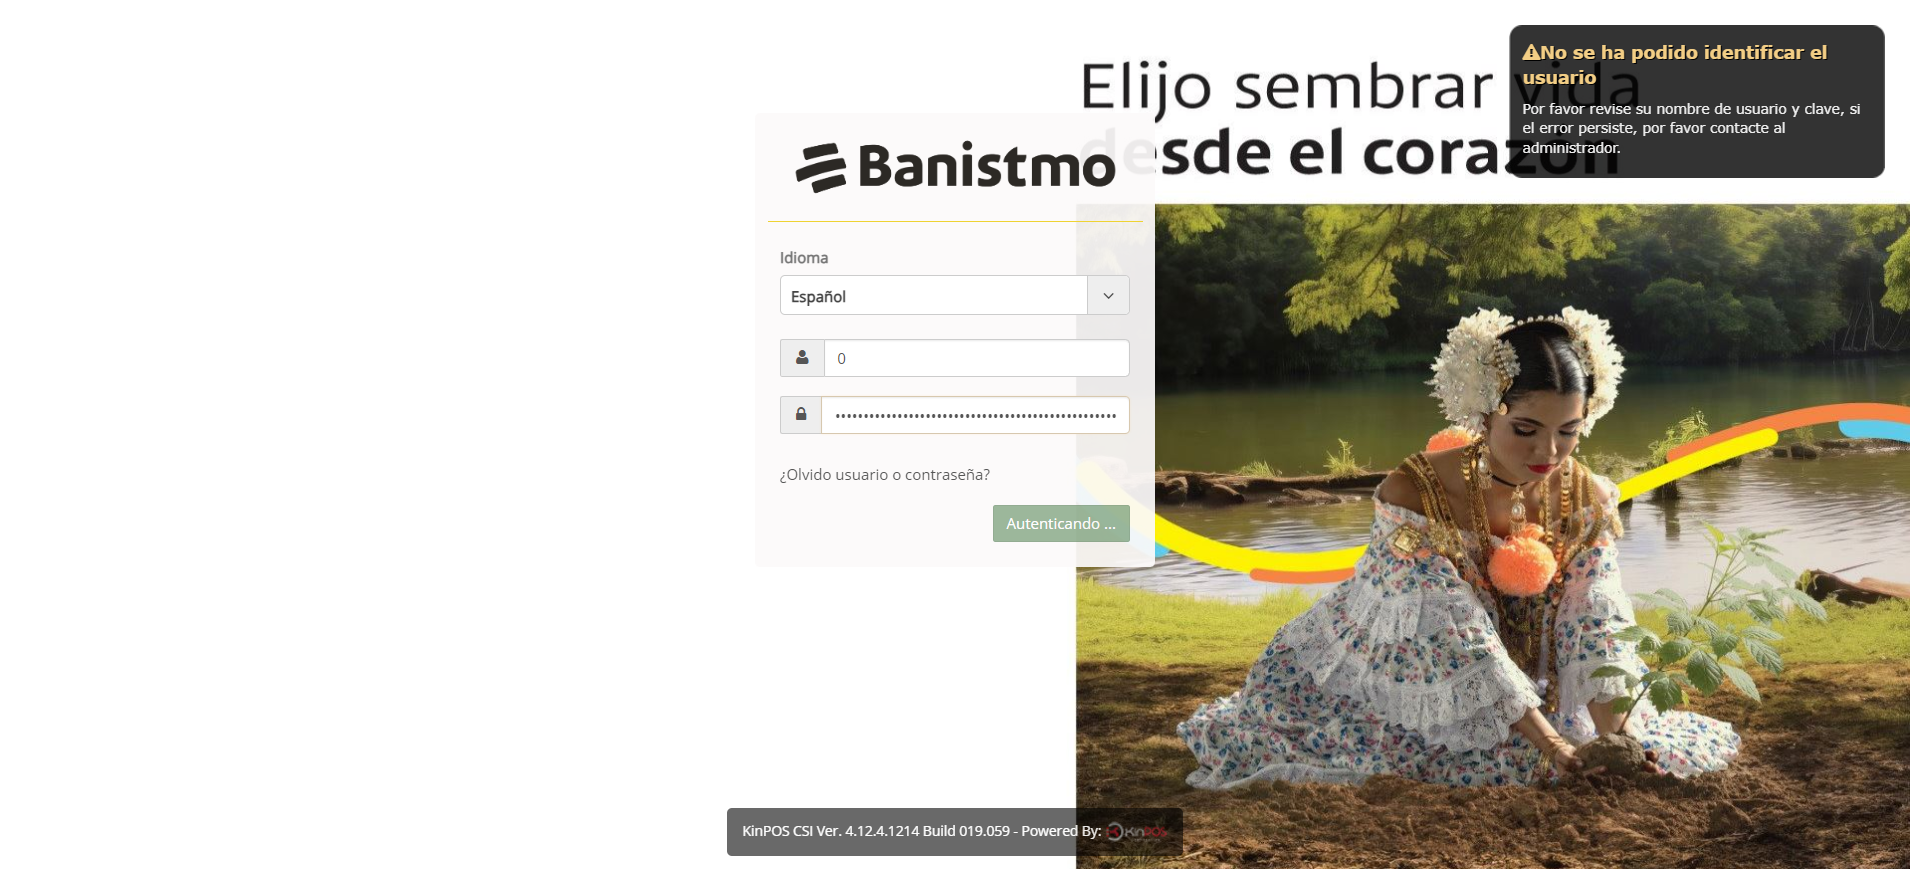 Elijo sembrar vida
desde el corazón
No se ha podido identificar el
usuario
Por favor revise su nombre de usuario y clave, si
el error persiste, por favor contacte al
administrador.
Banistmo
Idioma
Español
0
¿Olvido usuario o contraseña?
Autenticando ...
KinPOS CSI Ver. 4.12.4.1214 Build 019.059 - Powered By: KinPOS